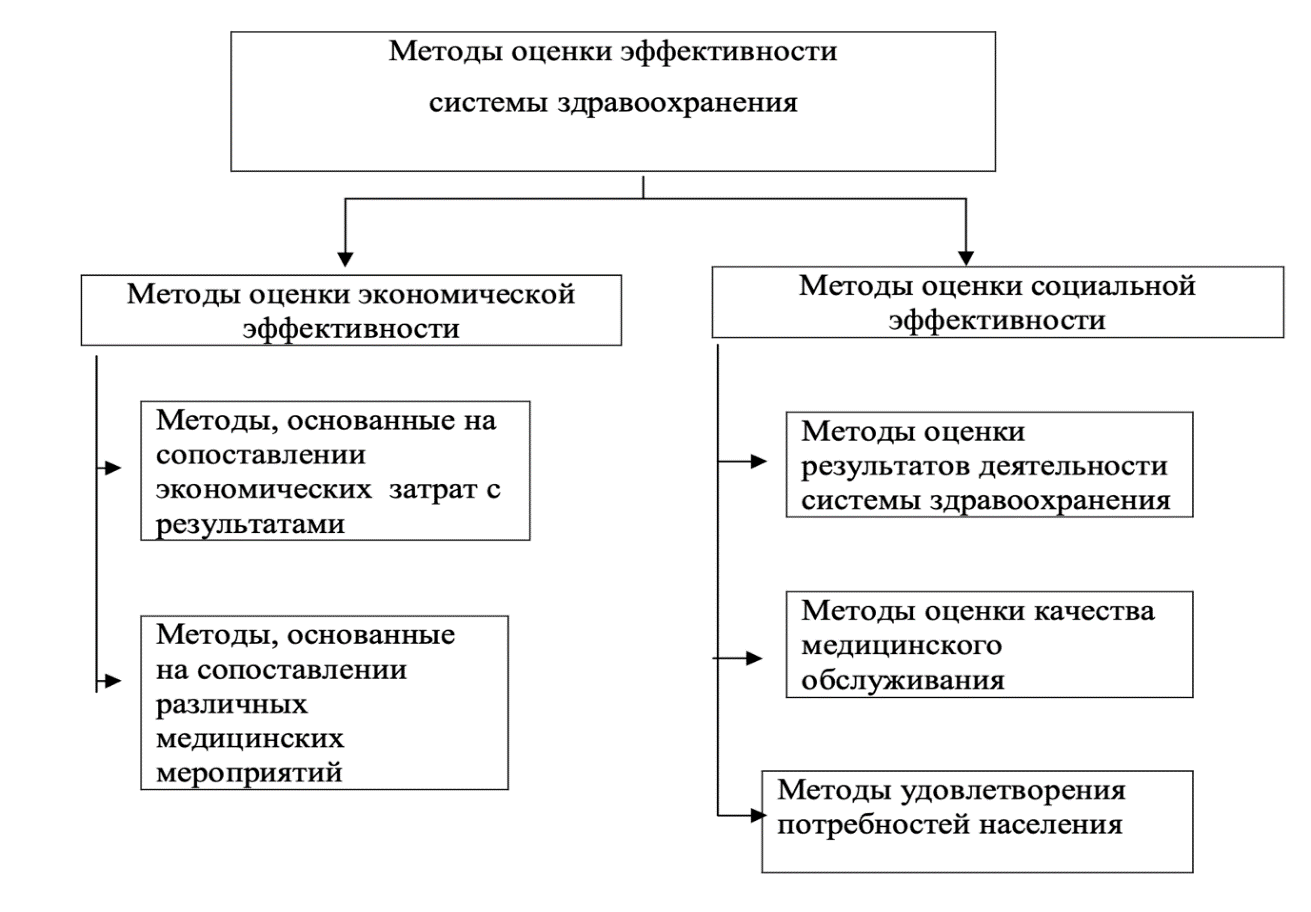 Методы оценки эффективности
системы здравоохранения
Методы оценки экономической
эффективности
Методы, основанные на
сопоставлении
экономических затрат с
результатами
Методы, основанные
на сопоставлении
различных
медицинских
мероприятий
Методы оценки социальной
эффективности
Методы оценки
результатов деятельности
системы здравоохранения
Методы оценки качества
медицинского
обслуживания
Методы удовлетворения
потребностей населения